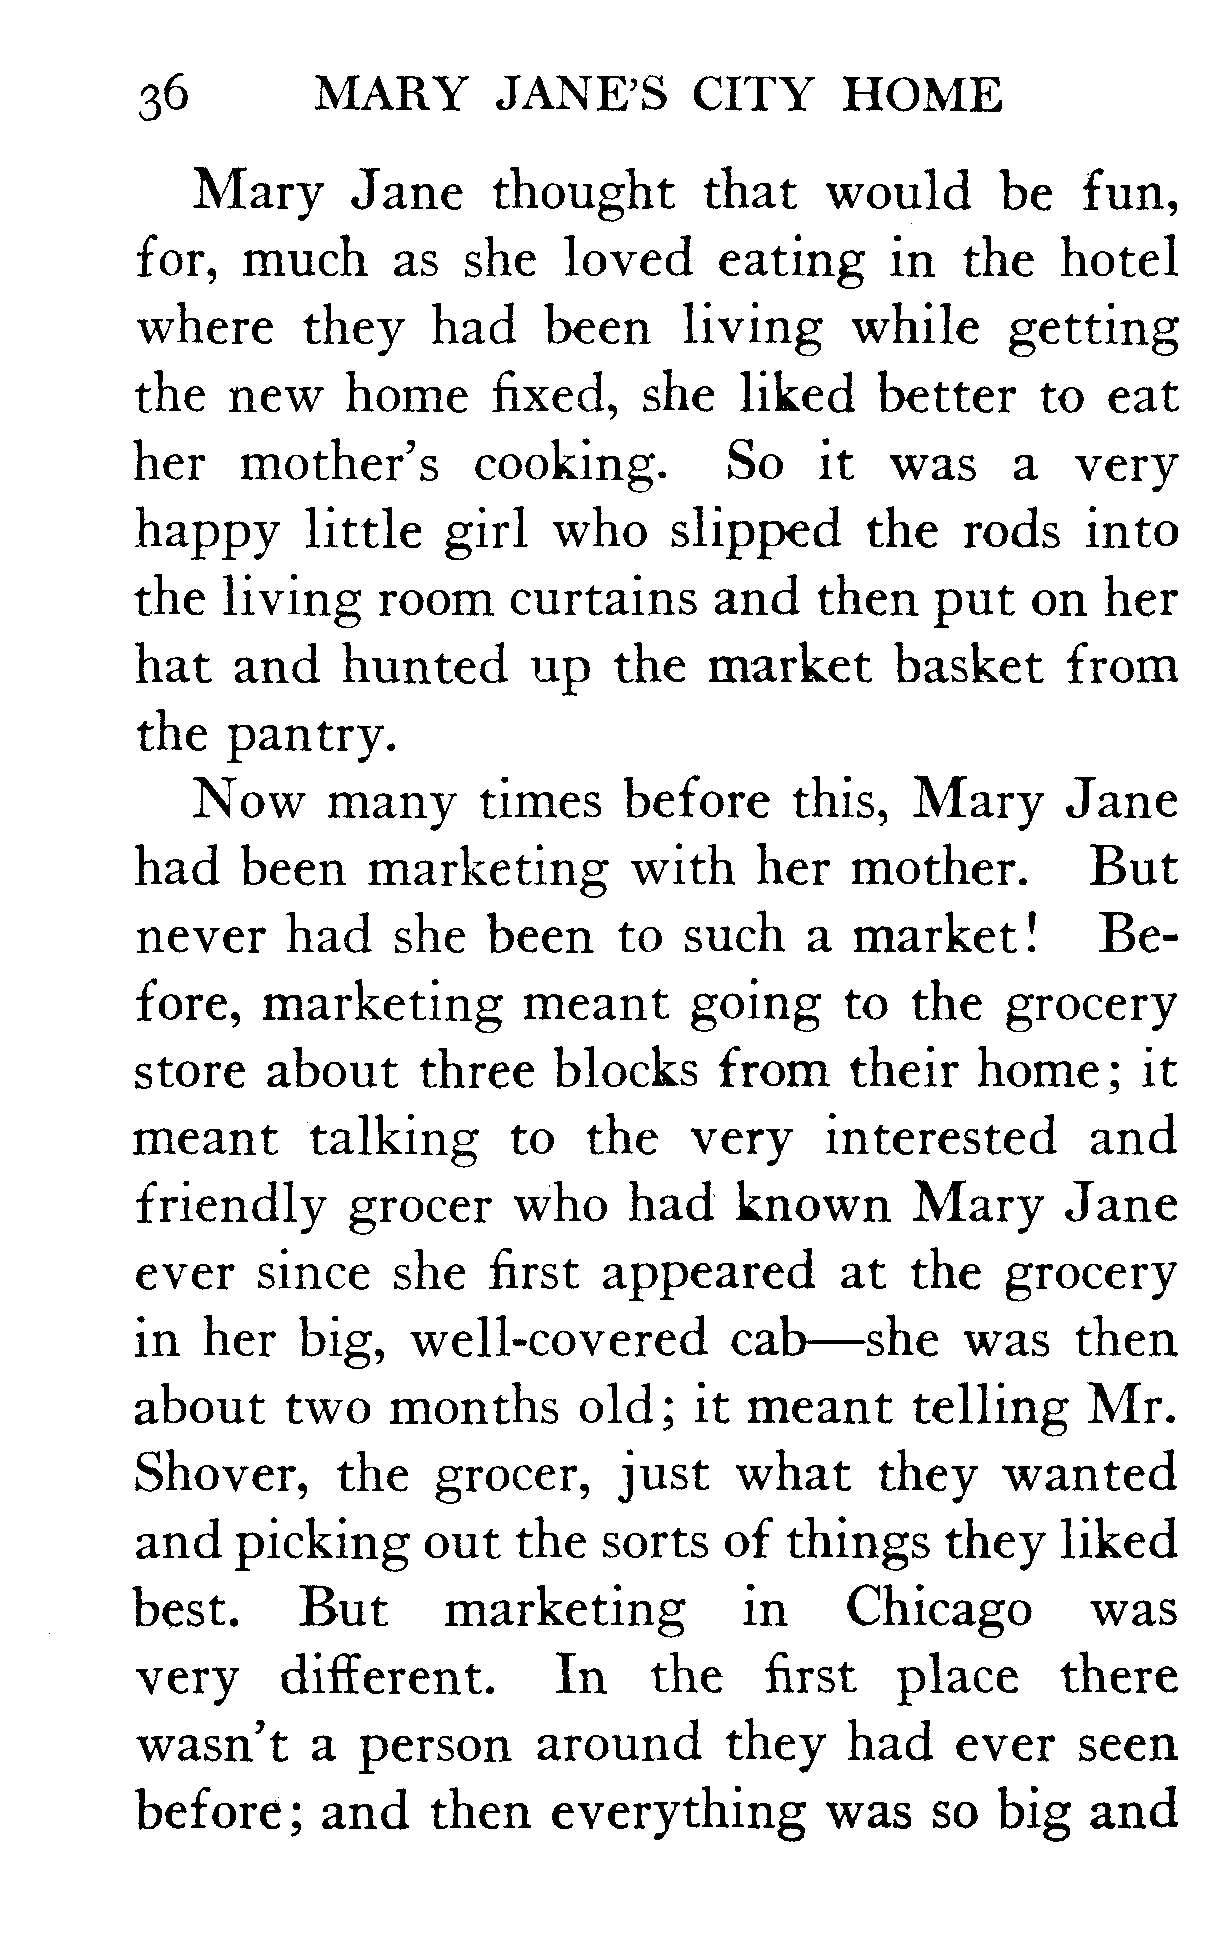 36 MARY JANE'S CITY HOME
Mary Jane thought that would be fun,
for, much as she loved eating in the hotel
where they had been living while getting
the new home fixed, she liked better to eat
her mother's cooking. So it was a very
happy little girl who slipped the rods into
the living room curtains and then put on her
hat and hunted up the market basket from
the pantry.
Now many times before this, Mary Jane
had been marketing with her mother. But
never had she been to such a market! Be-
fore, marketing meant going to the grocery
store about three blocks from their home; it
meant talking to the very interested and
friendly grocer who had known Mary Jane
ever since she first appeared at the grocery
in her big, well-covered cab—she was then
about two months old; it meant telling Mr.
Shover, the grocer, just what they wanted
and picking out the sorts of things they liked
best. But marketing in Chicago was
very different. In the first place there
wasn't a person around they had ever seen
before; and then everything was so big and